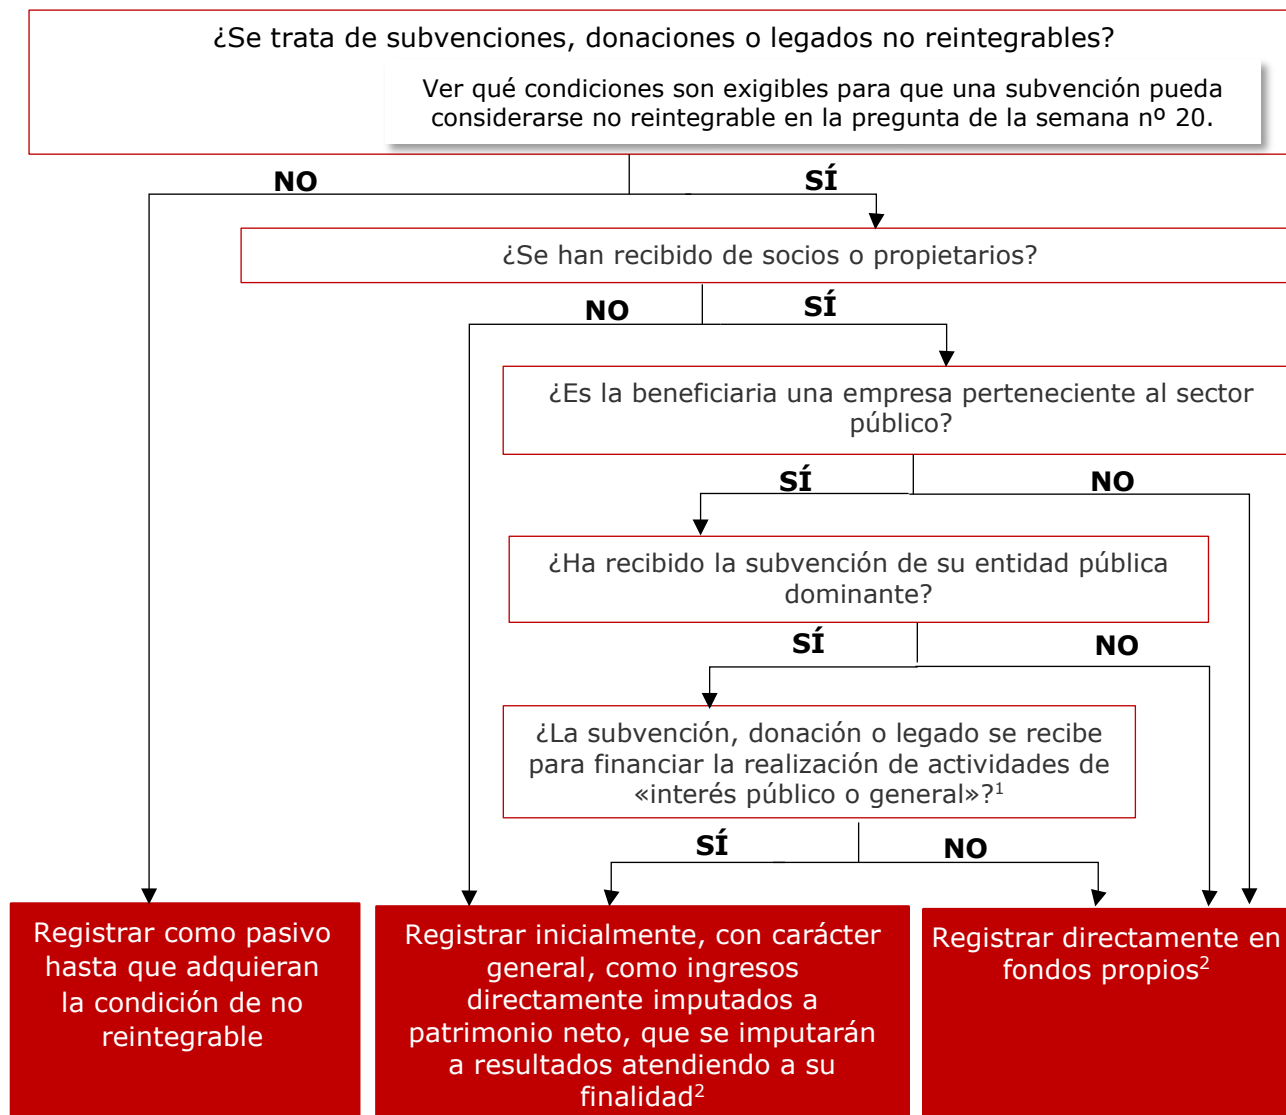 ¿Se trata de subvenciones, donaciones o legados no reintegrables?
Ver qué condiciones son exigibles para que una subvención pueda
considerarse no reintegrable en la pregunta de la semana nº 20.
NO
SÍ
¿Se han recibido de socios o propietarios?
NO
SÍ
¿Es la beneficiaria una empresa perteneciente al sector
público?
SÍ
NO
¿Ha recibido la subvención de su entidad pública
dominante?
SÍ
NO
¿La subvención, donación o legado se recibe
para financiar la realización de actividades de
«interés público o general»?¹
SÍ
NO
Registrar como pasivo
hasta que adquieran
la condición de no
reintegrable
Registrar inicialmente, con carácter
general, como ingresos
directamente imputados a
patrimonio neto, que se imputarán
a resultados atendiendo a su
finalidad²
Registrar directamente en
fondos propios²